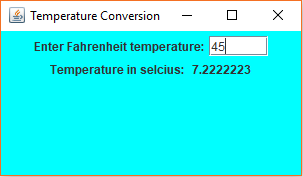 Temperature Conversion
Enter Fahrenheit temperature: 45
Temperature in selcius: 7.2222223